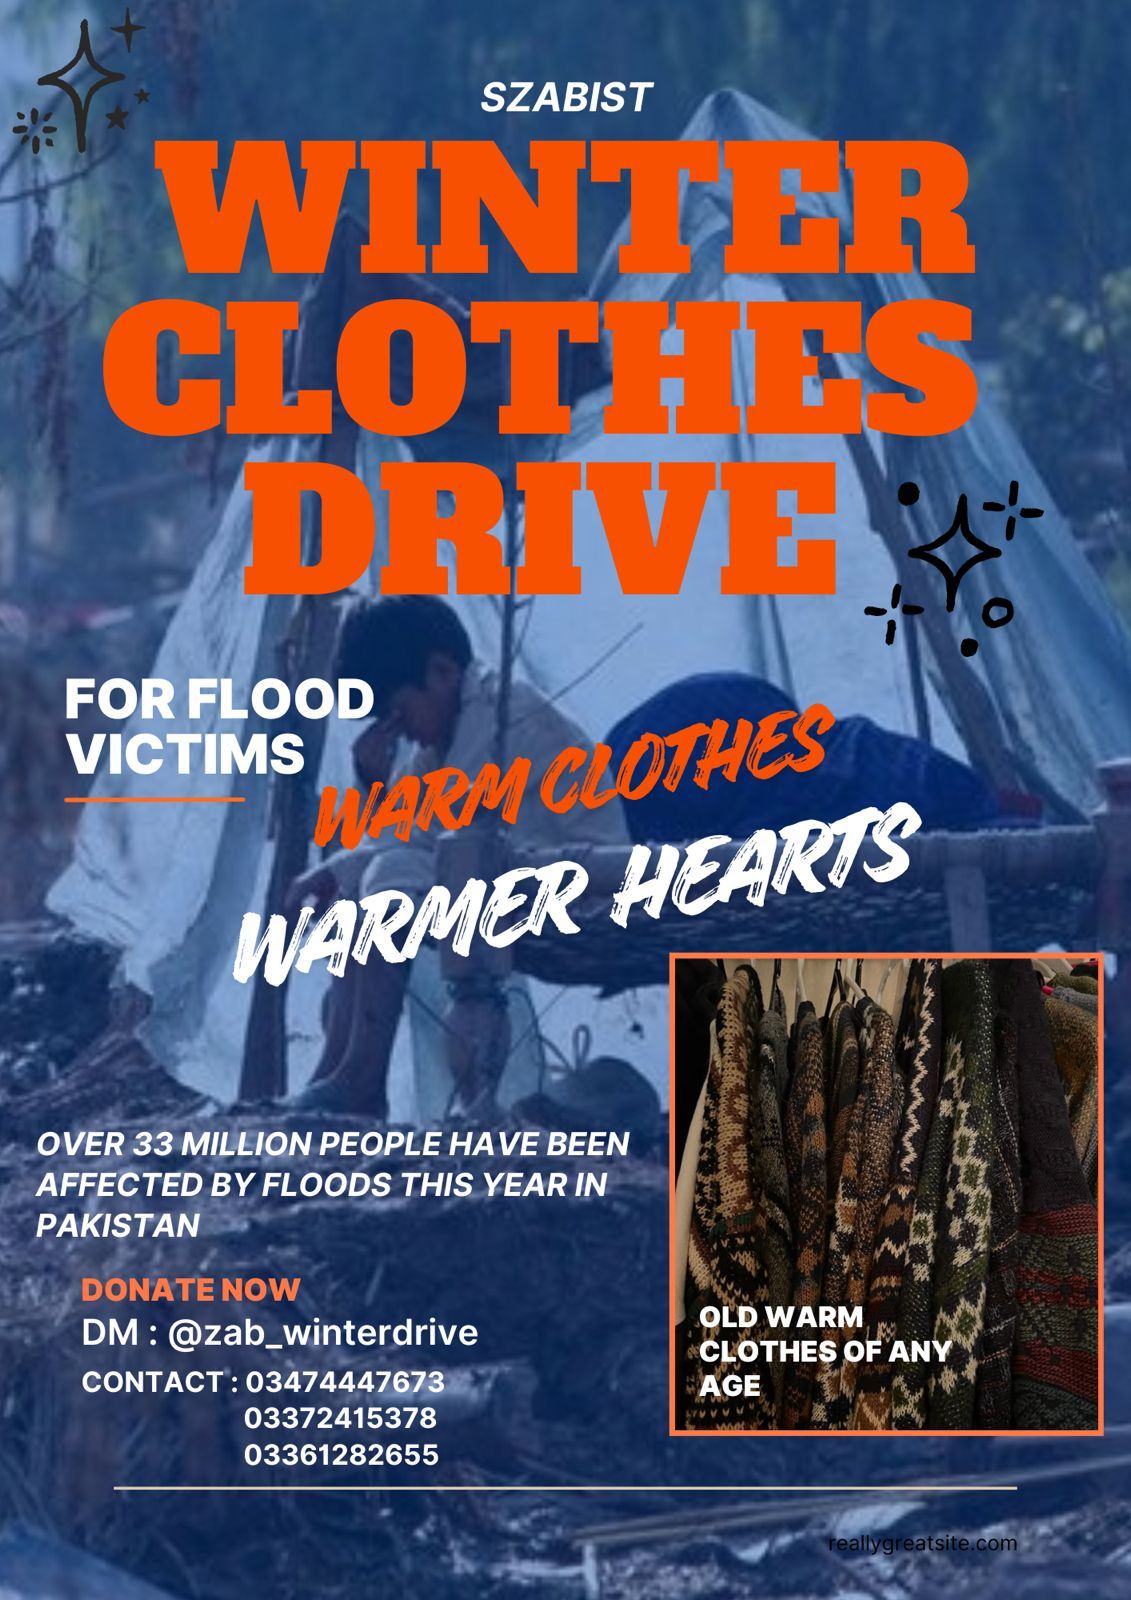 SZABIST
WINTER
CLOTHES
DRIVE
FOR FLOOD
VICTIMS
WARM CLOTHES
WARMER HEARTS
OVER 33 MILLION PEOPLE HAVE BEEN
AFFECTED BY FLOODS THIS YEAR IN
PAKISTAN
DONATE NOW
DM : @zab_winterdrive
CONTACT : 03474447673
03372415378
03361282655
OLD WARM
CLOTHES OF ANY
AGE
reallygreatsite.com